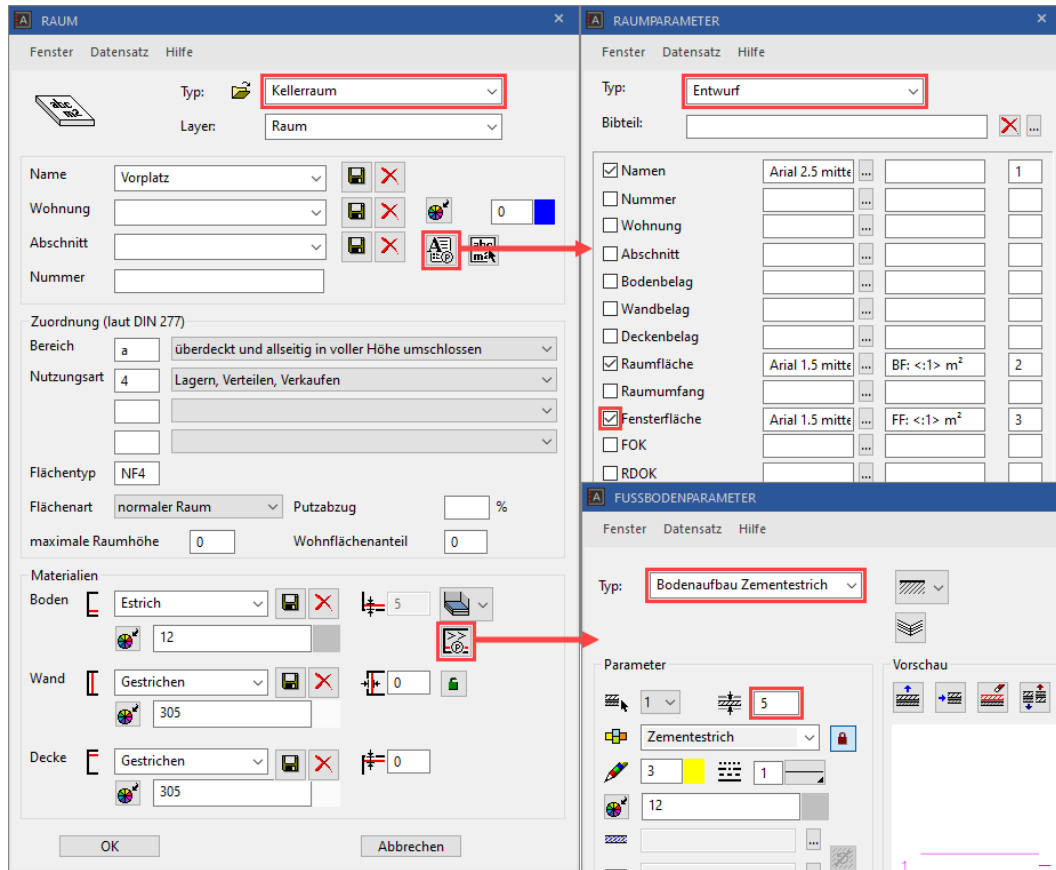 RAUM
Fenster Datensatz Hilfe
abc
m2
Typ: Kellerraum
Layer: Raum
Name Vorplatz
Wohnung 0
Abschnitt
Nummer
Zuordnung (laut DIN 277)
Bereich a überdeckt und allseitig in voller Höhe umschlossen
Nutzungsart 4 Lagern, Verteilen, Verkaufen
Flächentyp NF4
Flächenart normaler Raum Putzabzug %
maximale Raumhöhe 0 Wohnflächenanteil 0
Materialien
Boden Estrich 5
12
Wand Gestrichen 0
305
Decke Gestrichen 0
305
OK Abbrechen
RAUMPARAMETER
Fenster Datensatz Hilfe
Typ: Entwurf
Bibteil: ...
Namen Arial 2.5 mitte ... 1
Nummer ...
Wohnung ...
Abschnitt ...
Bodenbelag ...
Wandbelag ...
Deckenbelag ...
Raumfläche Arial 1.5 mitte ... BF: <:1> m² 2
Raumumfang ...
Fensterfläche Arial 1.5 mitte ... FF: <:1> m² 3
FOK ...
RDOK ...
FUSSBODENPARAMETER
Fenster Datensatz Hilfe
Typ: Bodenaufbau Zementestrich
Parameter Vorschau
1 5
Zementestrich
3 1
12
...
1